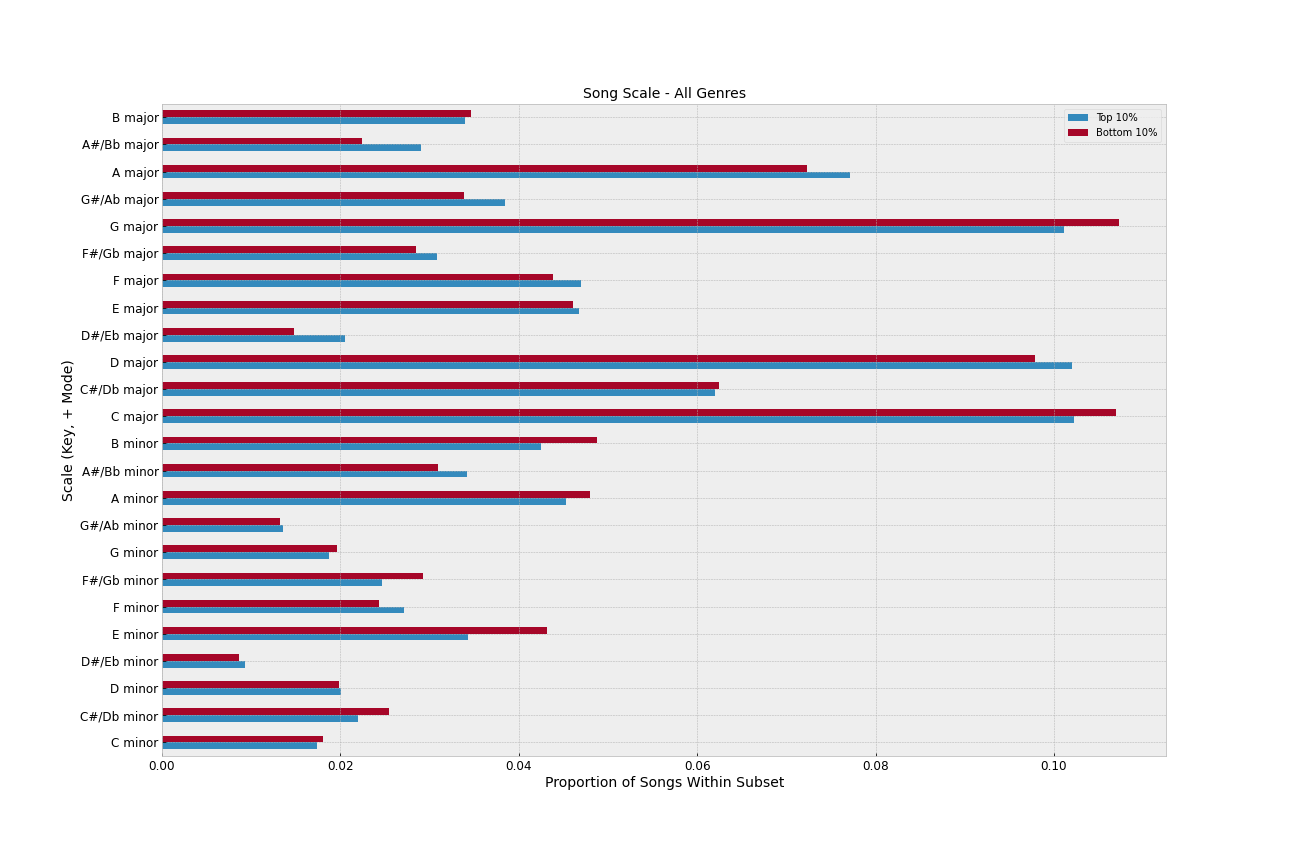 Song Scale - All Genres
Top 10%
Bottom 10%
B major
A#/Bb major
A major
G#/Ab major
G major
F#/Gb major
F major
E major
D#/Eb major
D major
C#/Db major
C major
B minor
A#/Bb minor
A minor
G#/Ab minor
G minor
F#/Gb minor
F minor
E minor
D#/Eb minor
D minor
C#/Db minor
C minor
Scale (Key, + Mode)
0.00 0.02 0.04 0.06 0.08 0.10
Proportion of Songs Within Subset